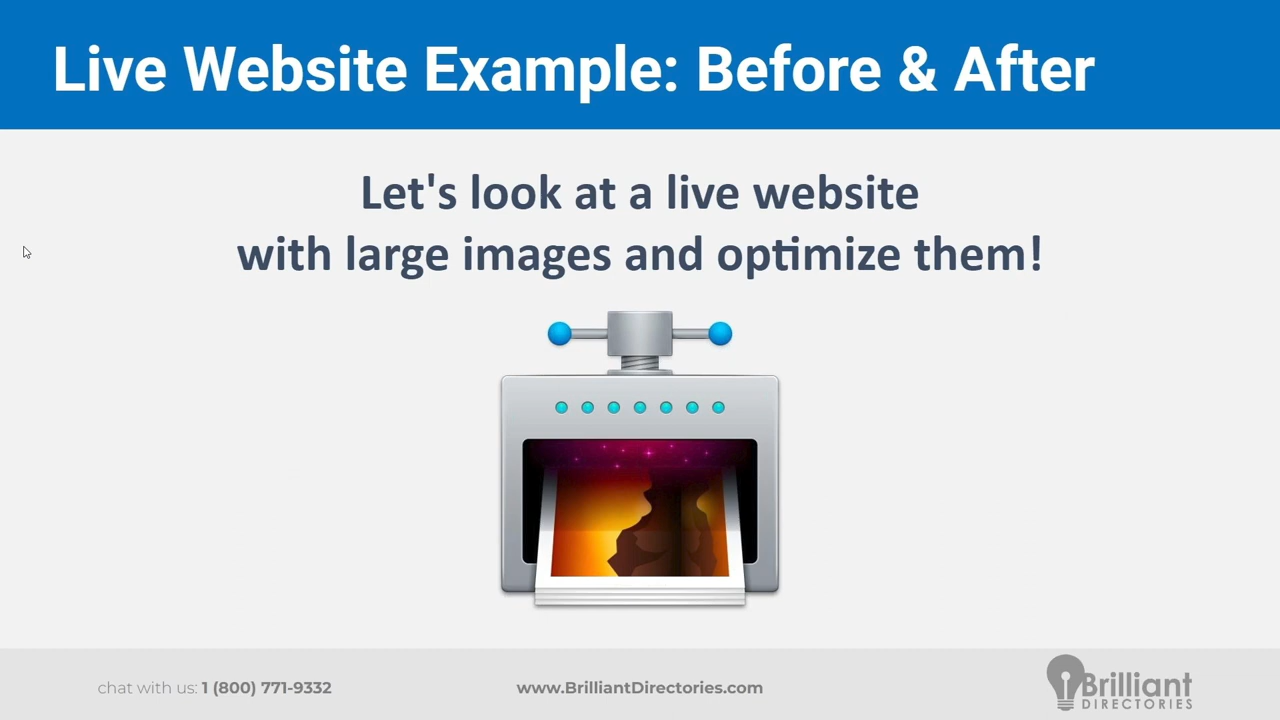 Live Website Example: Before & After
Let's look at a live website
with large images and optimize them!
chat with us: 1 (800) 771-9332
www.BrilliantDirectories.com
Brilliant
DIRECTORIES